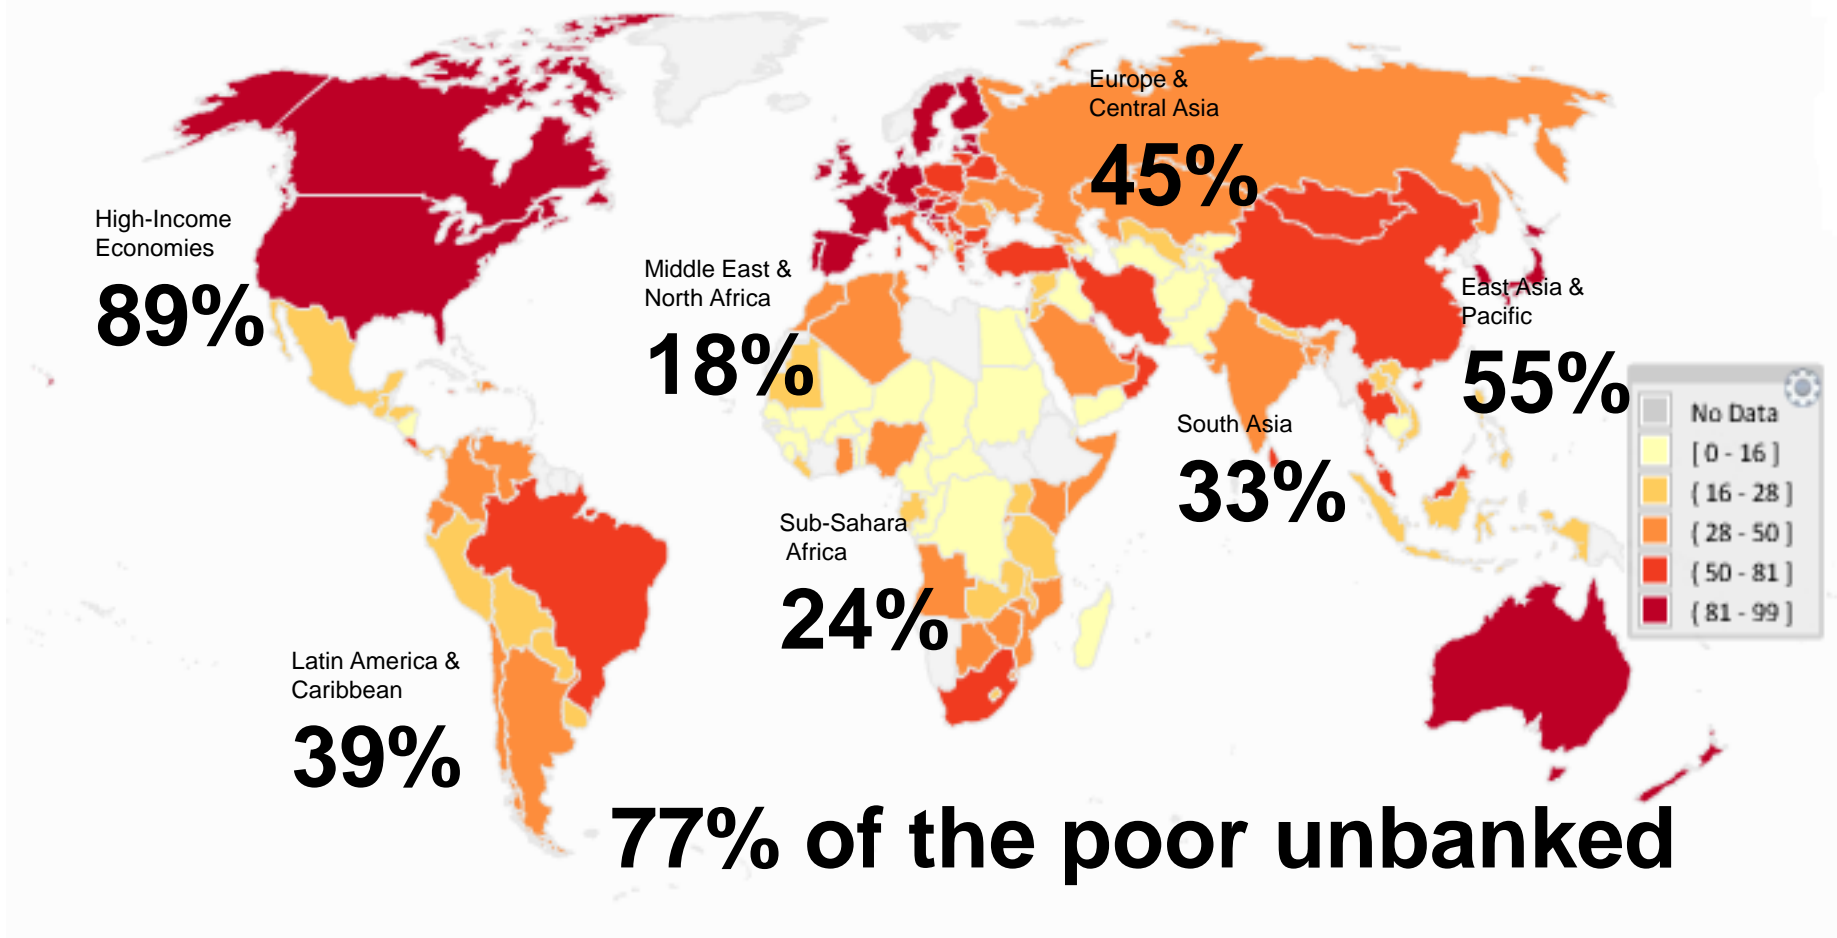 Europe &
Central Asia
45%
High-Income
Economies
89%
Middle East &
North Africa
18%
East Asia &
Pacific
55%
South Asia
33%
Sub-Sahara
Africa
24%
Latin America &
Caribbean
39%
77% of the poor unbanked
No Data
[ 0 - 16 ]
( 16 - 28 ]
( 28 - 50 ]
( 50 - 81 ]
( 81 - 99 ]